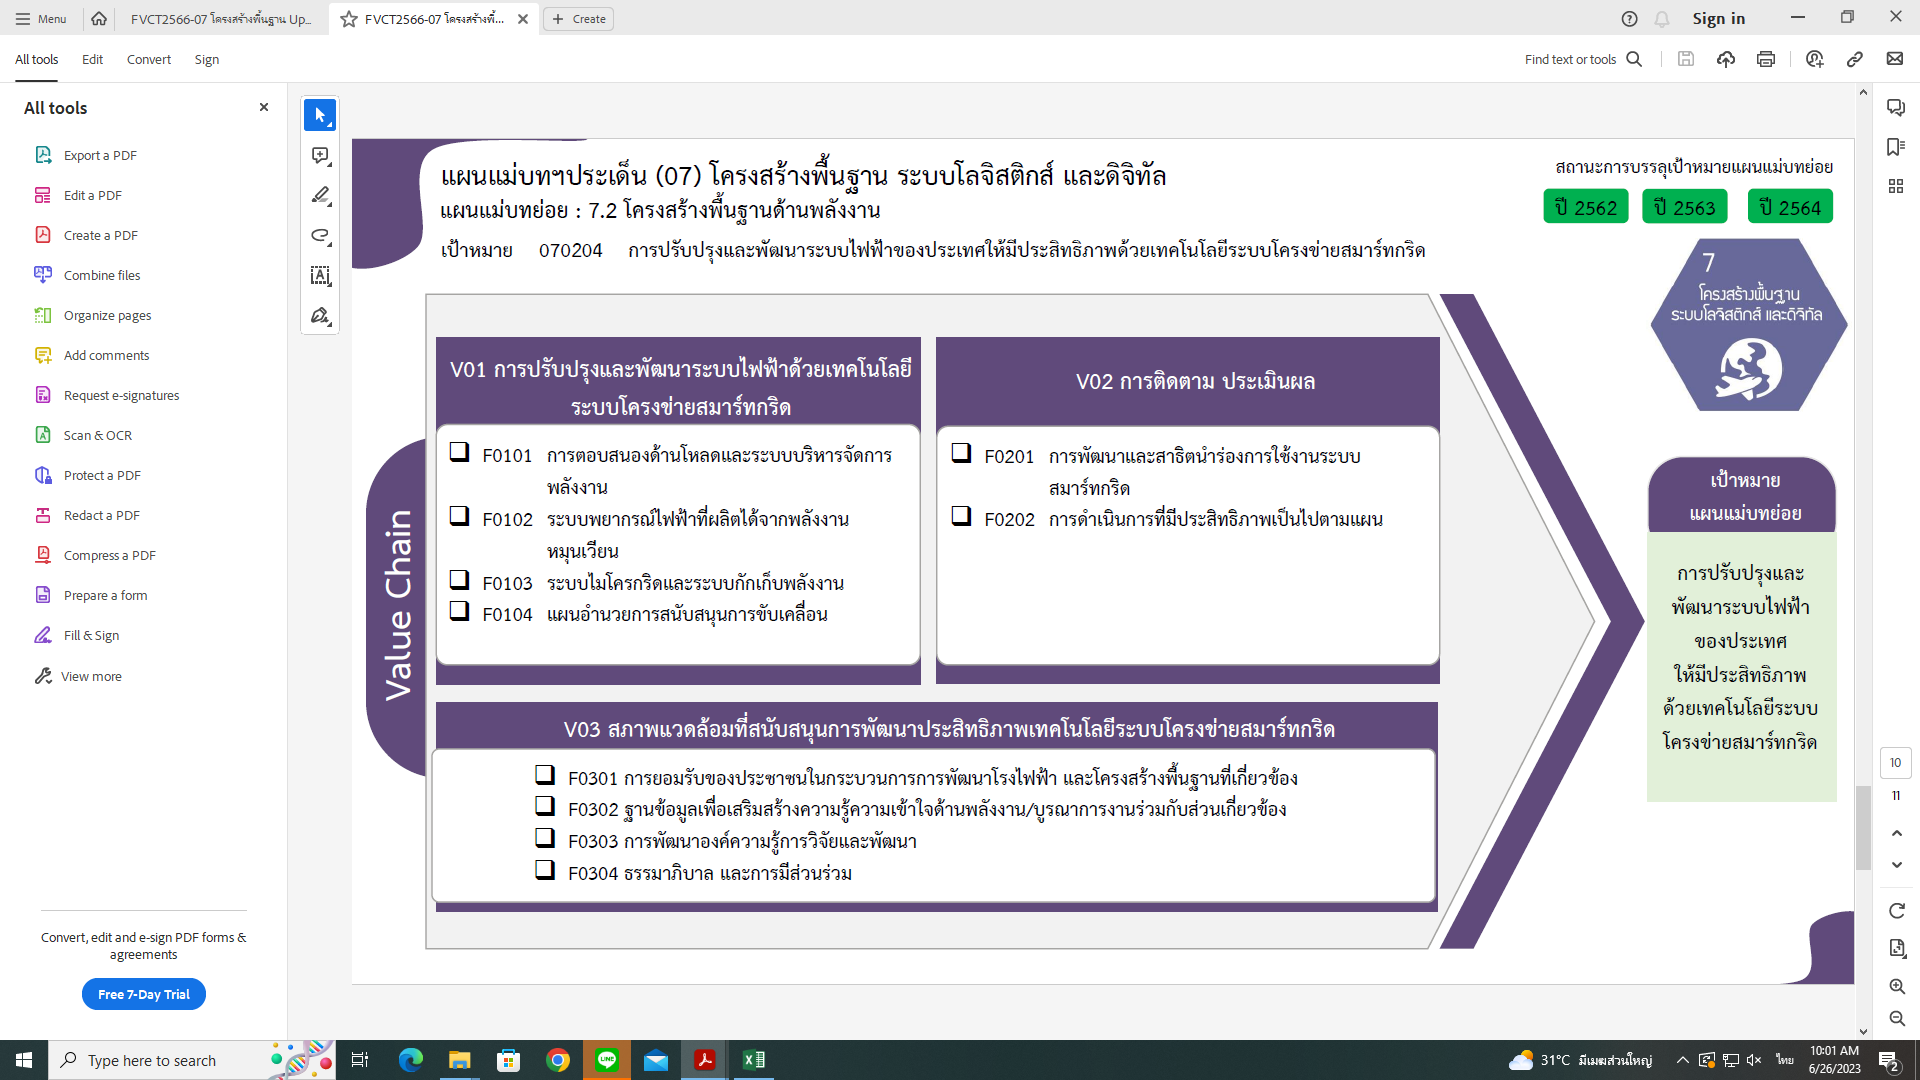 Menu
FVCT2566-07 โครงสร้างพื้นฐาน Up...
FVCT2566-07 โครงสร้างพื้...
Create
Sign in
All tools
Edit
Convert
Sign
Find text or tools
All tools
Export a PDF
Edit a PDF
Create a PDF
Combine files
Organize pages
Add comments
Request e-signatures
Scan & OCR
Protect a PDF
Redact a PDF
Compress a PDF
Prepare a form
Fill & Sign
View more
Convert, edit and e-sign PDF forms &
agreements
Free 7-Day Trial
แผนแม่บทฯประเด็น (07) โครงสร้างพื้นฐาน ระบบโลจิสติกส์ และดิจิทัล
แผนแม่บทย่อย : 7.2 โครงสร้างพื้นฐานด้านพลังงาน
เป้าหมาย 070204 การปรับปรุงและพัฒนาระบบไฟฟ้าของประเทศให้มีประสิทธิภาพด้วยเทคโนโลยีระบบโครงข่ายสมาร์ทกริด
สถานะการบรรลุเป้าหมายแผนแม่บทย่อย
ปี 2562 ปี 2563 ปี 2564
7
โครงสร้างพื้นฐาน
ระบบโลจิสติกส์ และดิจิทัล
Value Chain
V01 การปรับปรุงและพัฒนาระบบไฟฟ้าด้วยเทคโนโลยี
ระบบโครงข่ายสมาร์ทกริด
F0101 การตอบสนองด้านโหลดและระบบบริหารจัดการ
พลังงาน
F0102 ระบบพยากรณ์ไฟฟ้าที่ผลิตได้จากพลังงาน
หมุนเวียน
F0103 ระบบไมโครกริดและระบบกักเก็บพลังงาน
F0104 แผนอำนวยการสนับสนุนการขับเคลื่อน
V02 การติดตาม ประเมินผล
F0201 การพัฒนาและสาธิตนำร่องการใช้งานระบบ
สมาร์ทกริด
F0202 การดำเนินการที่มีประสิทธิภาพเป็นไปตามแผน
V03 สภาพแวดล้อมที่สนับสนุนการพัฒนาประสิทธิภาพเทคโนโลยีระบบโครงข่ายสมาร์ทกริด
F0301 การยอมรับของประชาชนในกระบวนการการพัฒนาโรงไฟฟ้า และโครงสร้างพื้นฐานที่เกี่ยวข้อง
F0302 ฐานข้อมูลเพื่อเสริมสร้างความรู้ความเข้าใจด้านพลังงาน/บูรณาการงานร่วมกับส่วนเกี่ยวข้อง
F0303 การพัฒนาองค์ความรู้การวิจัยและพัฒนา
F0304 ธรรมาภิบาล และการมีส่วนร่วม
เป้าหมาย
แผนแม่บทย่อย
การปรับปรุงและ
พัฒนาระบบไฟฟ้า
ของประเทศ
ให้มีประสิทธิภาพ
ด้วยเทคโนโลยีระบบ
โครงข่ายสมาร์ทกริด
10
11
Type here to search
LINE
31°C มีเมฆส่วนใหญ่
ไทย
10:01 AM
6/26/2023
2